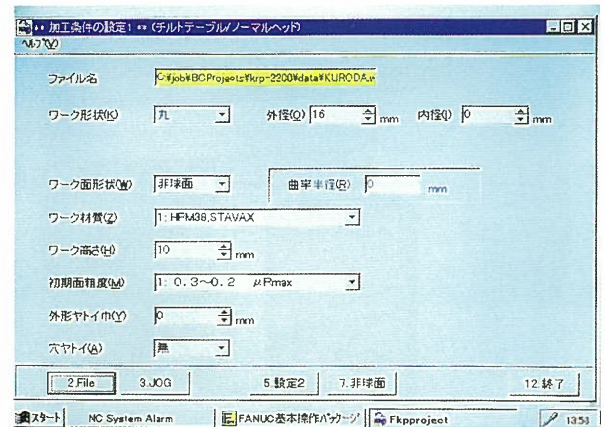 ** 加工条件の設定1 ** (チルトテーブル/ノーマルヘッド)
ヘルプ(V)
ファイル名 C:¥job¥BCProjects¥krp-2200¥data¥KURODA.w
ワーク形状(K) 丸 外径(O) 16 mm 内径(I) 0 mm
ワーク面形状(W) 非球面 曲率半径(R) 0 mm
ワーク材質(Z) 1: HPM38,STAVAX
ワーク高さ(H) 10 mm
初期面粗度(M) 1: 0.3~0.2 μRmax
外形ヤトイ巾(Y) 0 mm
穴ヤトイ(A) 無
2.File 3.JOG 5.設定2 7.非球面 12.終了
スタート NC System Alarm FANUC基本操作パッケージ Fkpproject 13:53